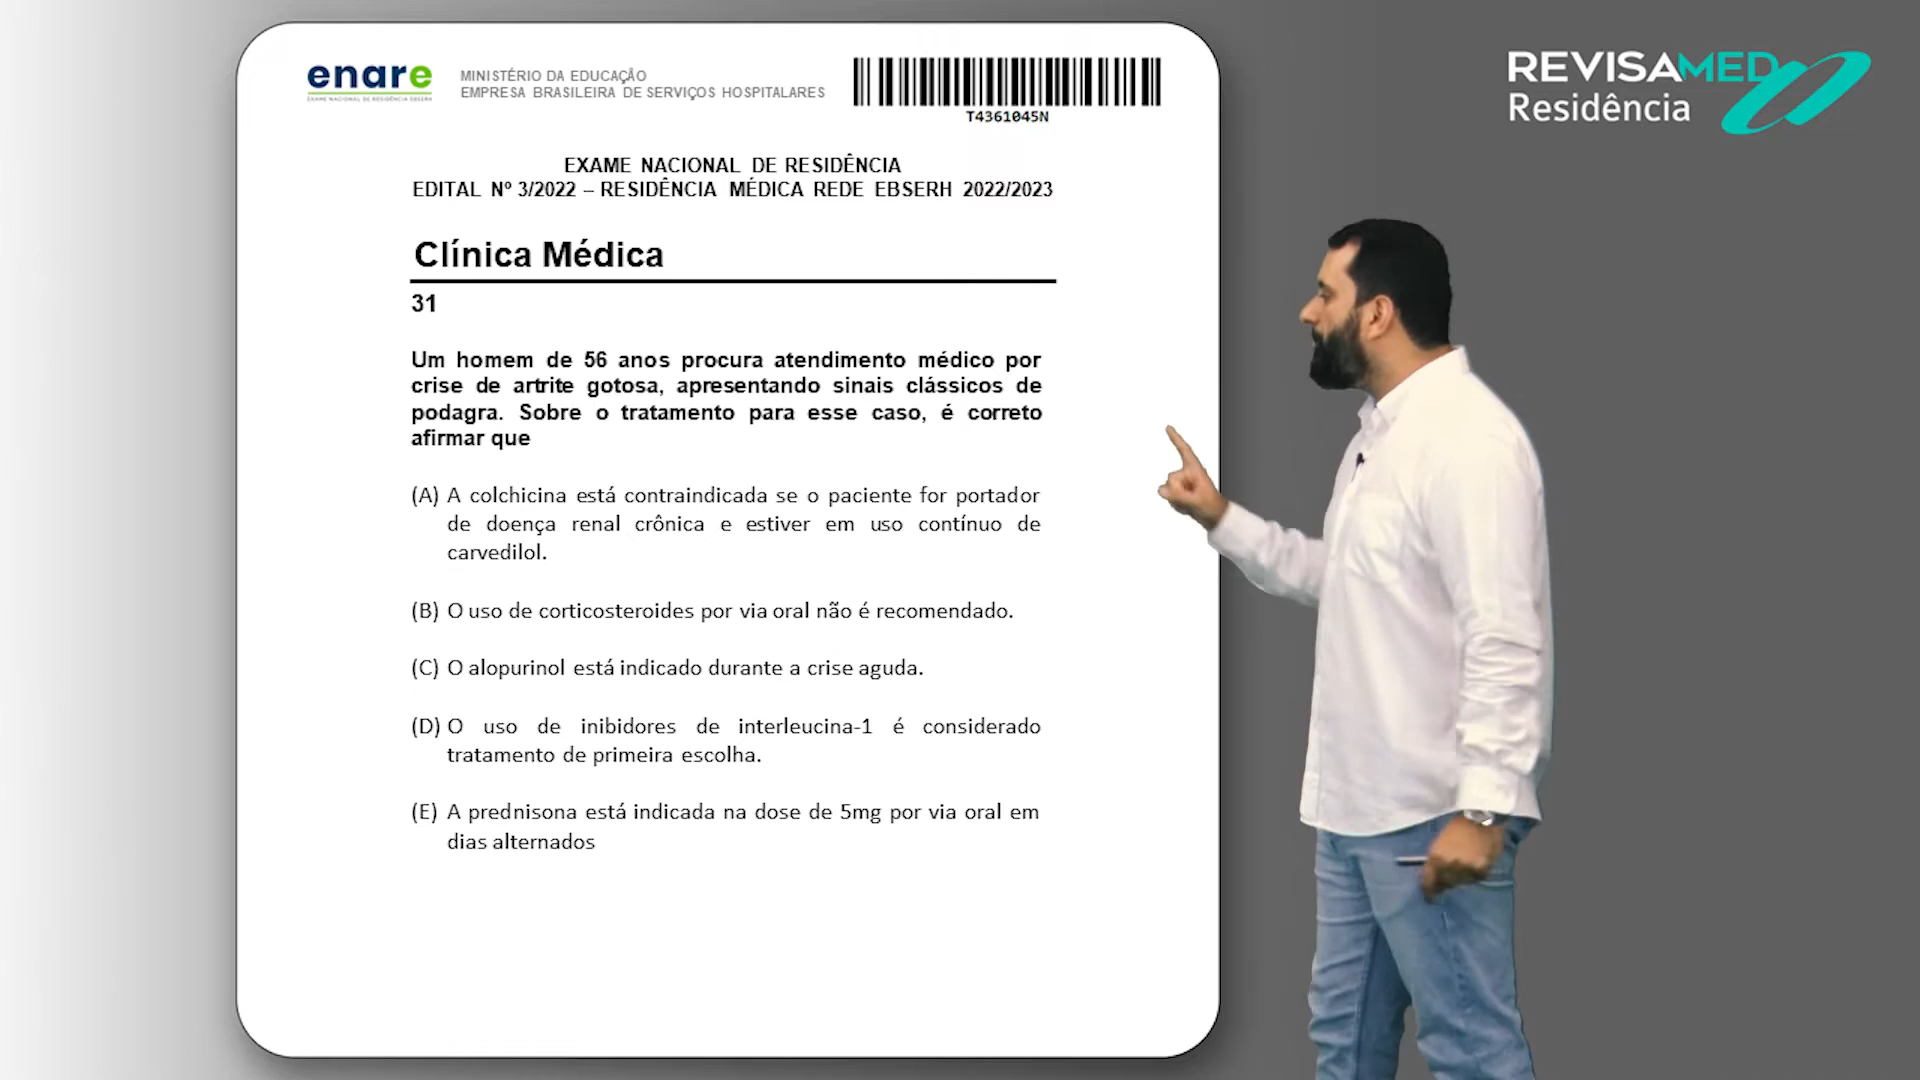 enare
EXAME NACIONAL DE RESIDÊNCIA EBSERH
MINISTÉRIO DA EDUCAÇÃO
EMPRESA BRASILEIRA DE SERVIÇOS HOSPITALARES
T4361045N
REVISAMED
Residência
EXAME NACIONAL DE RESIDÊNCIA
EDITAL Nº 3/2022 – RESIDÊNCIA MÉDICA REDE EBSERH 2022/2023
Clínica Médica
31
Um homem de 56 anos procura atendimento médico por
crise de artrite gotosa, apresentando sinais clássicos de
podagra. Sobre o tratamento para esse caso, é correto
afirmar que
(A) A colchicina está contraindicada se o paciente for portador
de doença renal crônica e estiver em uso contínuo de
carvedilol.
(B) O uso de corticosteroides por via oral não é recomendado.
(C) O alopurinol está indicado durante a crise aguda.
(D) O uso de inibidores de interleucina-1 é considerado
tratamento de primeira escolha.
(E) A prednisona está indicada na dose de 5mg por via oral em
dias alternados